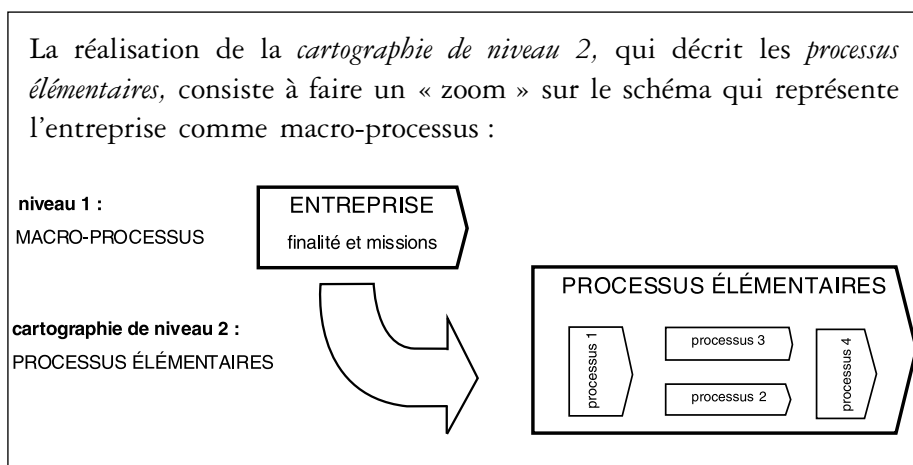 La réalisation de la cartographie de niveau 2, qui décrit les processus
élémentaires, consiste à faire un « zoom » sur le schéma qui représente
l'entreprise comme macro-processus :
niveau 1 :
MACRO-PROCESSUS
ENTREPRISE
finalité et missions
cartographie de niveau 2 :
PROCESSUS ÉLÉMENTAIRES
PROCESSUS ÉLÉMENTAIRES
processus 1
processus 3
processus 2
processus 4